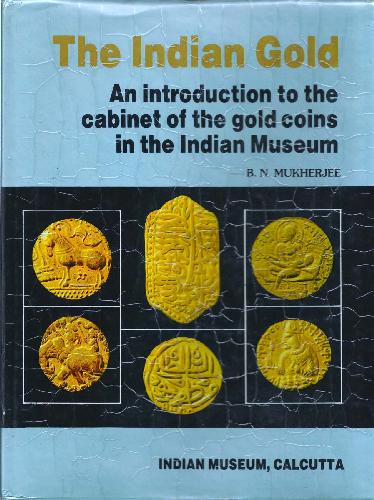 The Indian Gold
An introduction to the
cabinet of the gold coins
in the Indian Museum
B. N. MUKHERJEE
INDIAN MUSEUM, CALCUTTA